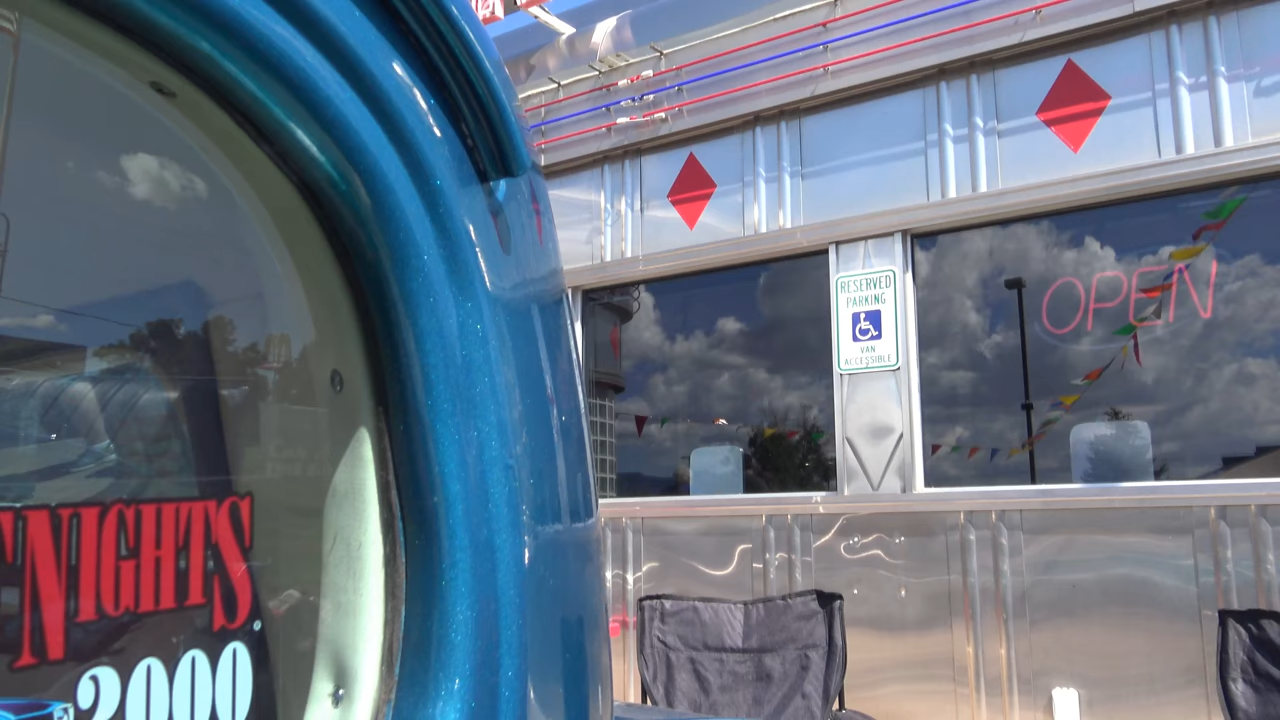 NIGHTS
2000
RESERVED
PARKING
VAN
ACCESSIBLE
OPEN